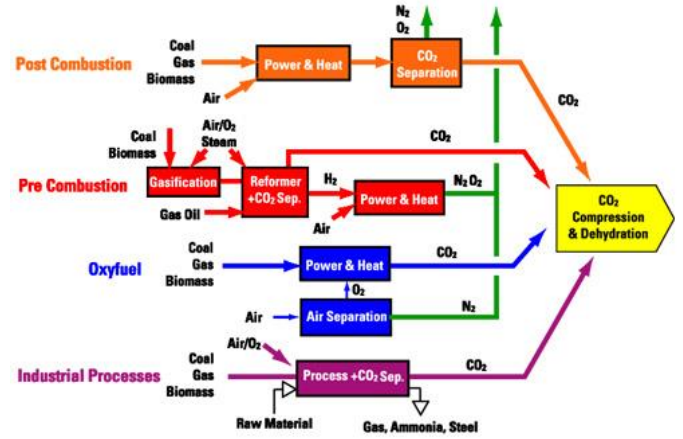 N₂
O₂
Coal
Gas
Biomass
Post Combustion
Power & Heat
CO₂
Separation
Air
CO₂
Coal
Biomass
Air/O₂
Steam
CO₂
Pre Combustion
Gasification
Reformer
+CO₂ Sep.
H₂
Power & Heat
N₂ O₂
Gas Oil
Air
CO₂
Compression
& Dehydration
Oxyfuel
Coal
Gas
Biomass
Power & Heat
CO₂
O₂
Air
Air Separation
N₂
Industrial Processes
Coal
Gas
Biomass
Air/O₂
Process +CO₂ Sep.
CO₂
Raw Material
Gas, Ammonia, Steel